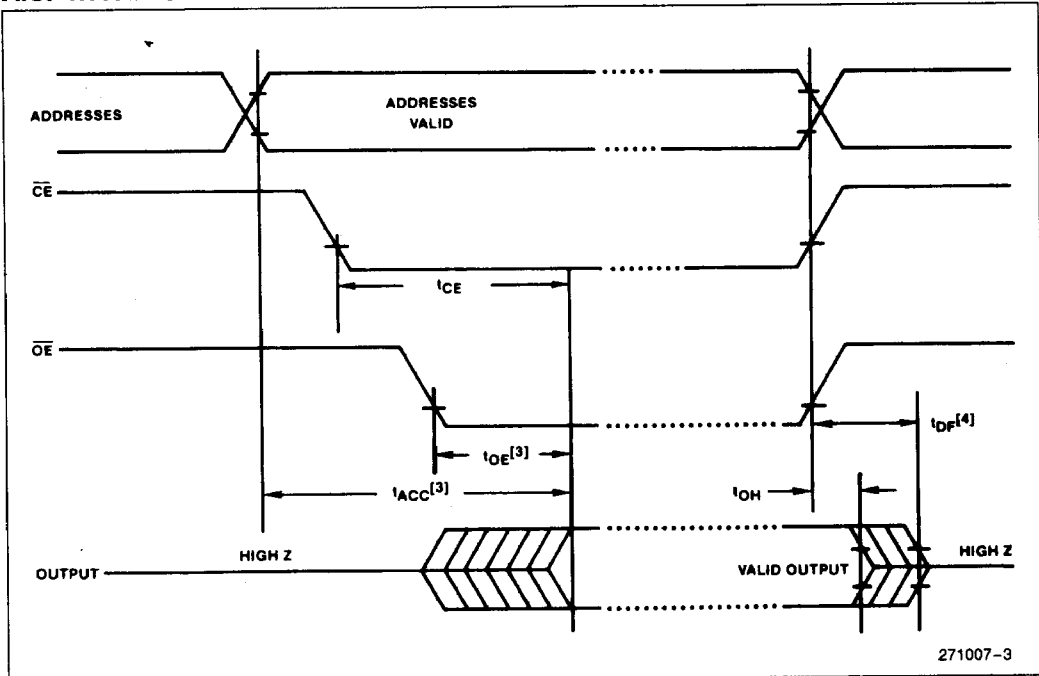 ADDRESSES
ADDRESSES
VALID
CE
tCE
OE
tOE[3]
tDF[4]
tACC[3]
tOH
HIGH Z
OUTPUT
VALID OUTPUT
HIGH Z
271007-3